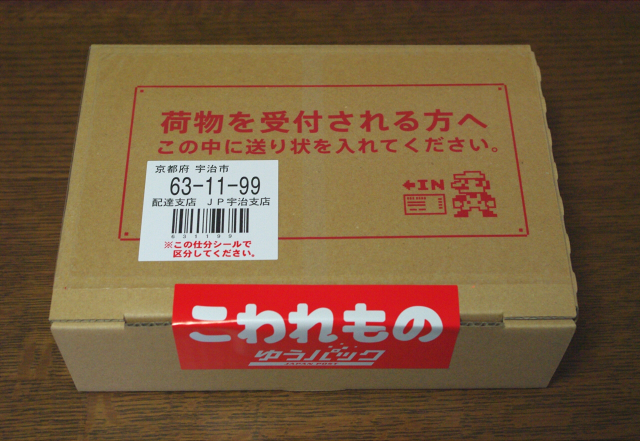 荷物を受付される方へ
この中に送り状を入れてください。
京都府 宇治市
63-11-99
配達支店 JP宇治支店
631199
※この仕分シールで
区分してください。
←IN
こわれもの
ゆうパック
JAPAN POST